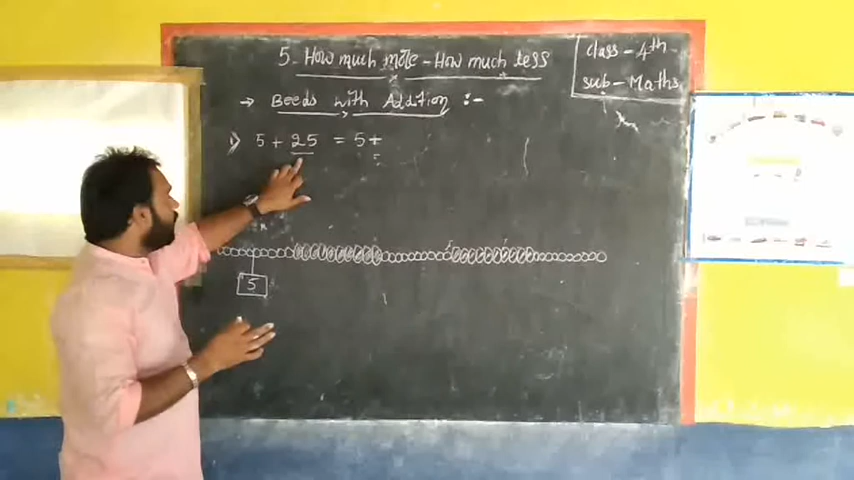 5. How much more - How much less
class - 4th
sub - Maths
→ Beeds with Addition :-
5 + 25 = 5 +
5